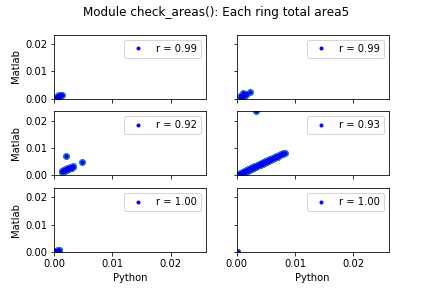 Module check_areas(): Each ring total area5
0.02
0.01
0.00
Matlab
r = 0.99
r = 0.99
0.02
0.01
0.00
Matlab
r = 0.92
r = 0.93
0.02
0.01
0.00
Matlab
r = 1.00
r = 1.00
0.00 0.01 0.02
0.00 0.01 0.02
Python
Python